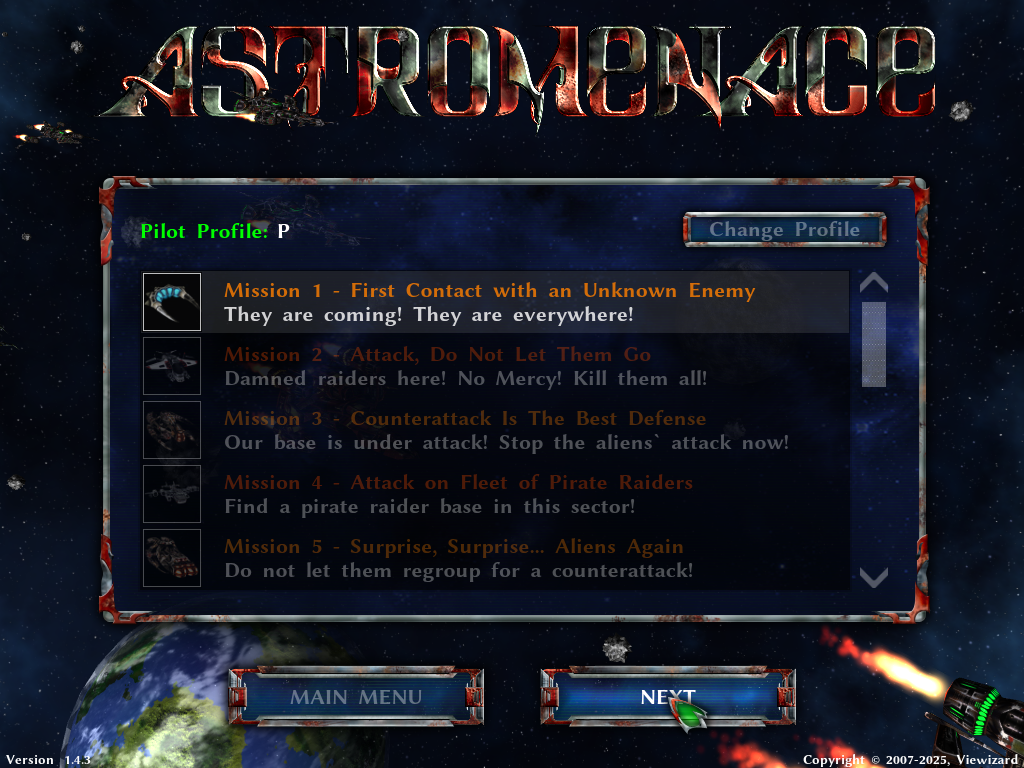 ASTROMENACE
Pilot Profile: P
Change Profile
Mission 1 - First Contact with an Unknown Enemy
They are coming! They are everywhere!
Mission 2 - Attack, Do Not Let Them Go
Damned raiders here! No Mercy! Kill them all!
Mission 3 - Counterattack Is The Best Defense
Our base is under attack! Stop the aliens` attack now!
Mission 4 - Attack on Fleet of Pirate Raiders
Find a pirate raider base in this sector!
Mission 5 - Surprise, Surprise... Aliens Again
Do not let them regroup for a counterattack!
MAIN MENU
NEXT
Version 1.4.3
Copyright © 2007-2025, Viewizard